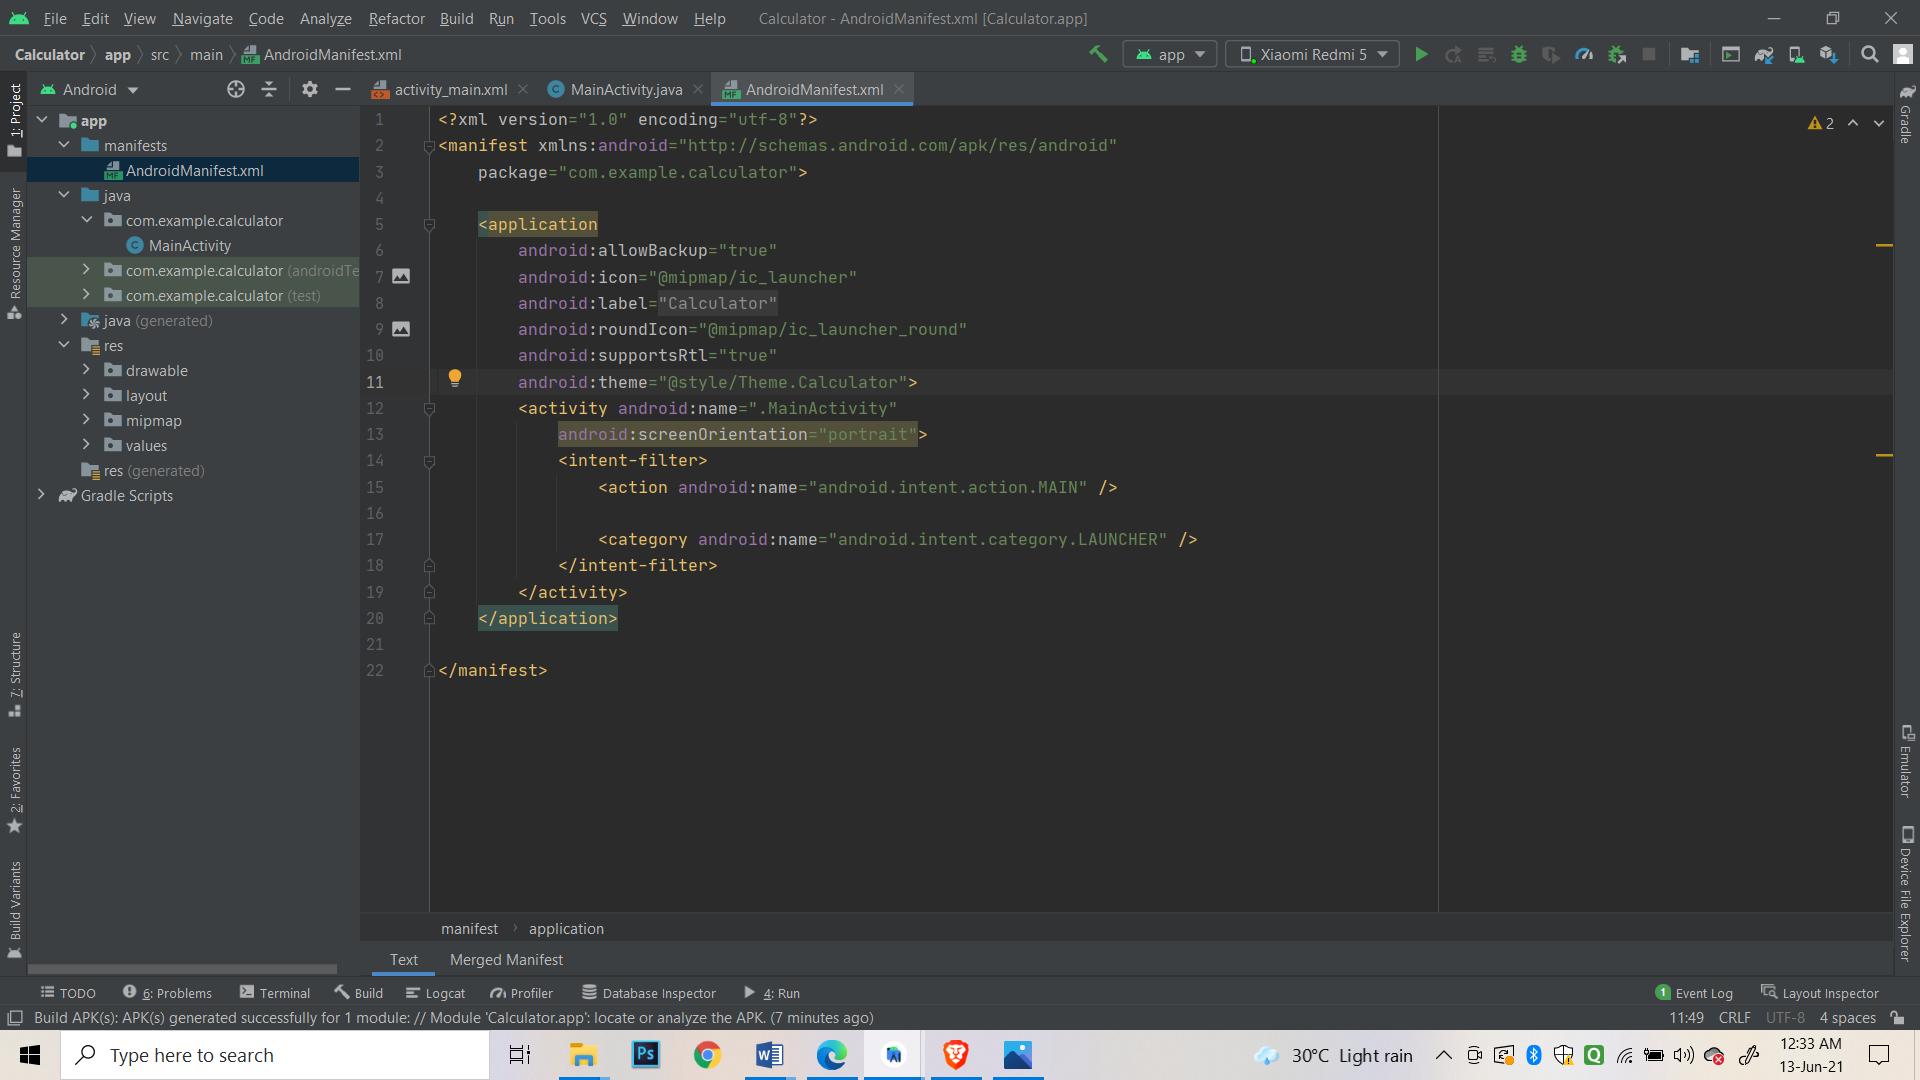 File Edit View Navigate Code Analyze Refactor Build Run Tools VCS Window Help Calculator - AndroidManifest.xml [Calculator.app]
Calculator app src main AndroidManifest.xml app Xiaomi Redmi 5
Android activity_main.xml MainActivity.java AndroidManifest.xml
1: Project
Resource Manager
7: Structure
2: Favorites
Build Variants
app
manifests
AndroidManifest.xml
java
com.example.calculator
MainActivity
com.example.calculator (androidTe
com.example.calculator (test)
java (generated)
res
drawable
layout
mipmap
values
res (generated)
Gradle Scripts
1 <?xml version="1.0" encoding="utf-8"?>
2 <manifest xmlns:android="http://schemas.android.com/apk/res/android"
3 package="com.example.calculator">
4
5 <application
6 android:allowBackup="true"
7 android:icon="@mipmap/ic_launcher"
8 android:label="Calculator"
9 android:roundIcon="@mipmap/ic_launcher_round"
10 android:supportsRtl="true"
11 android:theme="@style/Theme.Calculator">
12 <activity android:name=".MainActivity"
13 android:screenOrientation="portrait">
14 <intent-filter>
15 <action android:name="android.intent.action.MAIN" />
16
17 <category android:name="android.intent.category.LAUNCHER" />
18 </intent-filter>
19 </activity>
20 </application>
21
22 </manifest>
2
Gradle
Emulator
Device File Explorer
manifest application
Text Merged Manifest
TODO 6: Problems Terminal Build Logcat Profiler Database Inspector 4: Run 1 Event Log Layout Inspector
Build APK(s): APK(s) generated successfully for 1 module: // Module 'Calculator.app': locate or analyze the APK. (7 minutes ago) 11:49 CRLF UTF-8 4 spaces
Type here to search Ps 30°C Light rain 12:33 AM
13-Jun-21